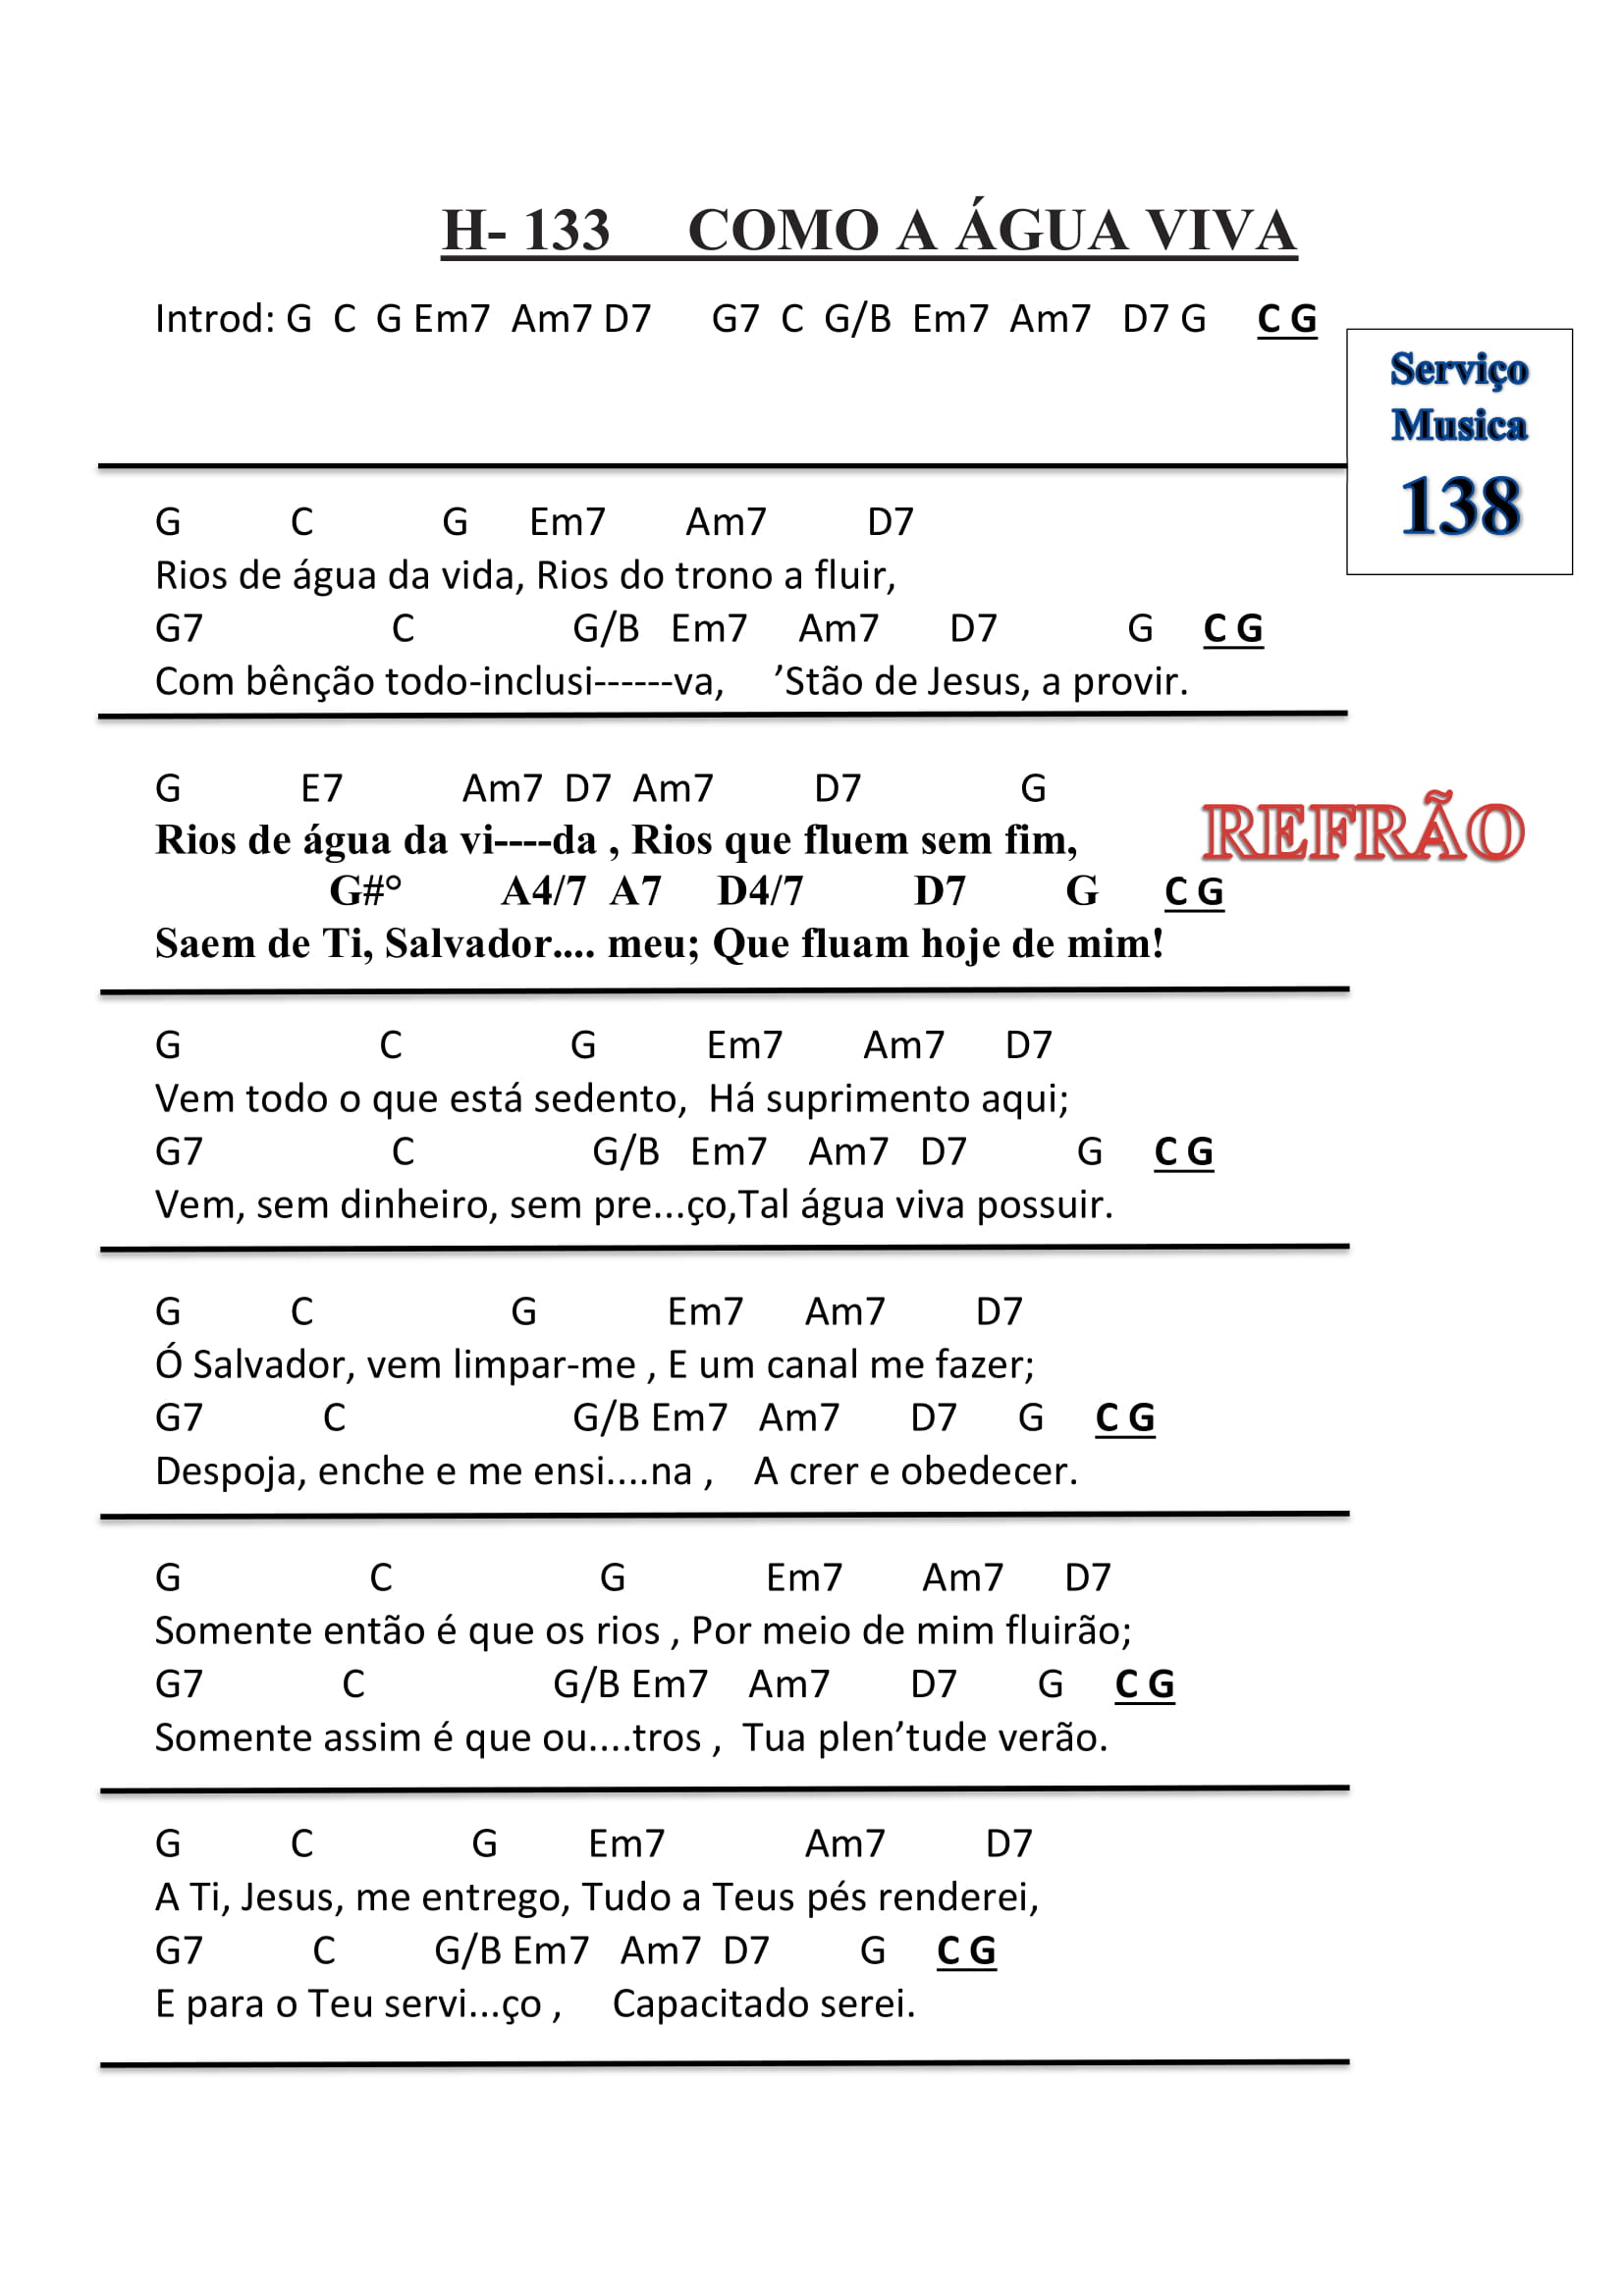 H- 133 COMO A ÁGUA VIVA
Introd: G C G Em7 Am7 D7 G7 C G/B Em7 Am7 D7 G C G
Serviço
Musica
138
G C G Em7 Am7 D7
Rios de água da vida, Rios do trono a fluir,
G7 C G/B Em7 Am7 D7 G C G
Com bênção todo-inclusi------va, ’Stão de Jesus, a provir.
G E7 Am7 D7 Am7 D7 G
Rios de água da vi----da , Rios que fluem sem fim,
REFRÃO
G#° A4/7 A7 D4/7 D7 G C G
Saem de Ti, Salvador.... meu; Que fluam hoje de mim!
G C G Em7 Am7 D7
Vem todo o que está sedento, Há suprimento aqui;
G7 C G/B Em7 Am7 D7 G C G
Vem, sem dinheiro, sem pre...ço,Tal água viva possuir.
G C G Em7 Am7 D7
Ó Salvador, vem limpar-me , E um canal me fazer;
G7 C G/B Em7 Am7 D7 G C G
Despoja, enche e me ensi....na , A crer e obedecer.
G C G Em7 Am7 D7
Somente então é que os rios , Por meio de mim fluirão;
G7 C G/B Em7 Am7 D7 G C G
Somente assim é que ou....tros , Tua plen’tude verão.
G C G Em7 Am7 D7
A Ti, Jesus, me entrego, Tudo a Teus pés renderei,
G7 C G/B Em7 Am7 D7 G C G
E para o Teu servi...ço , Capacitado serei.